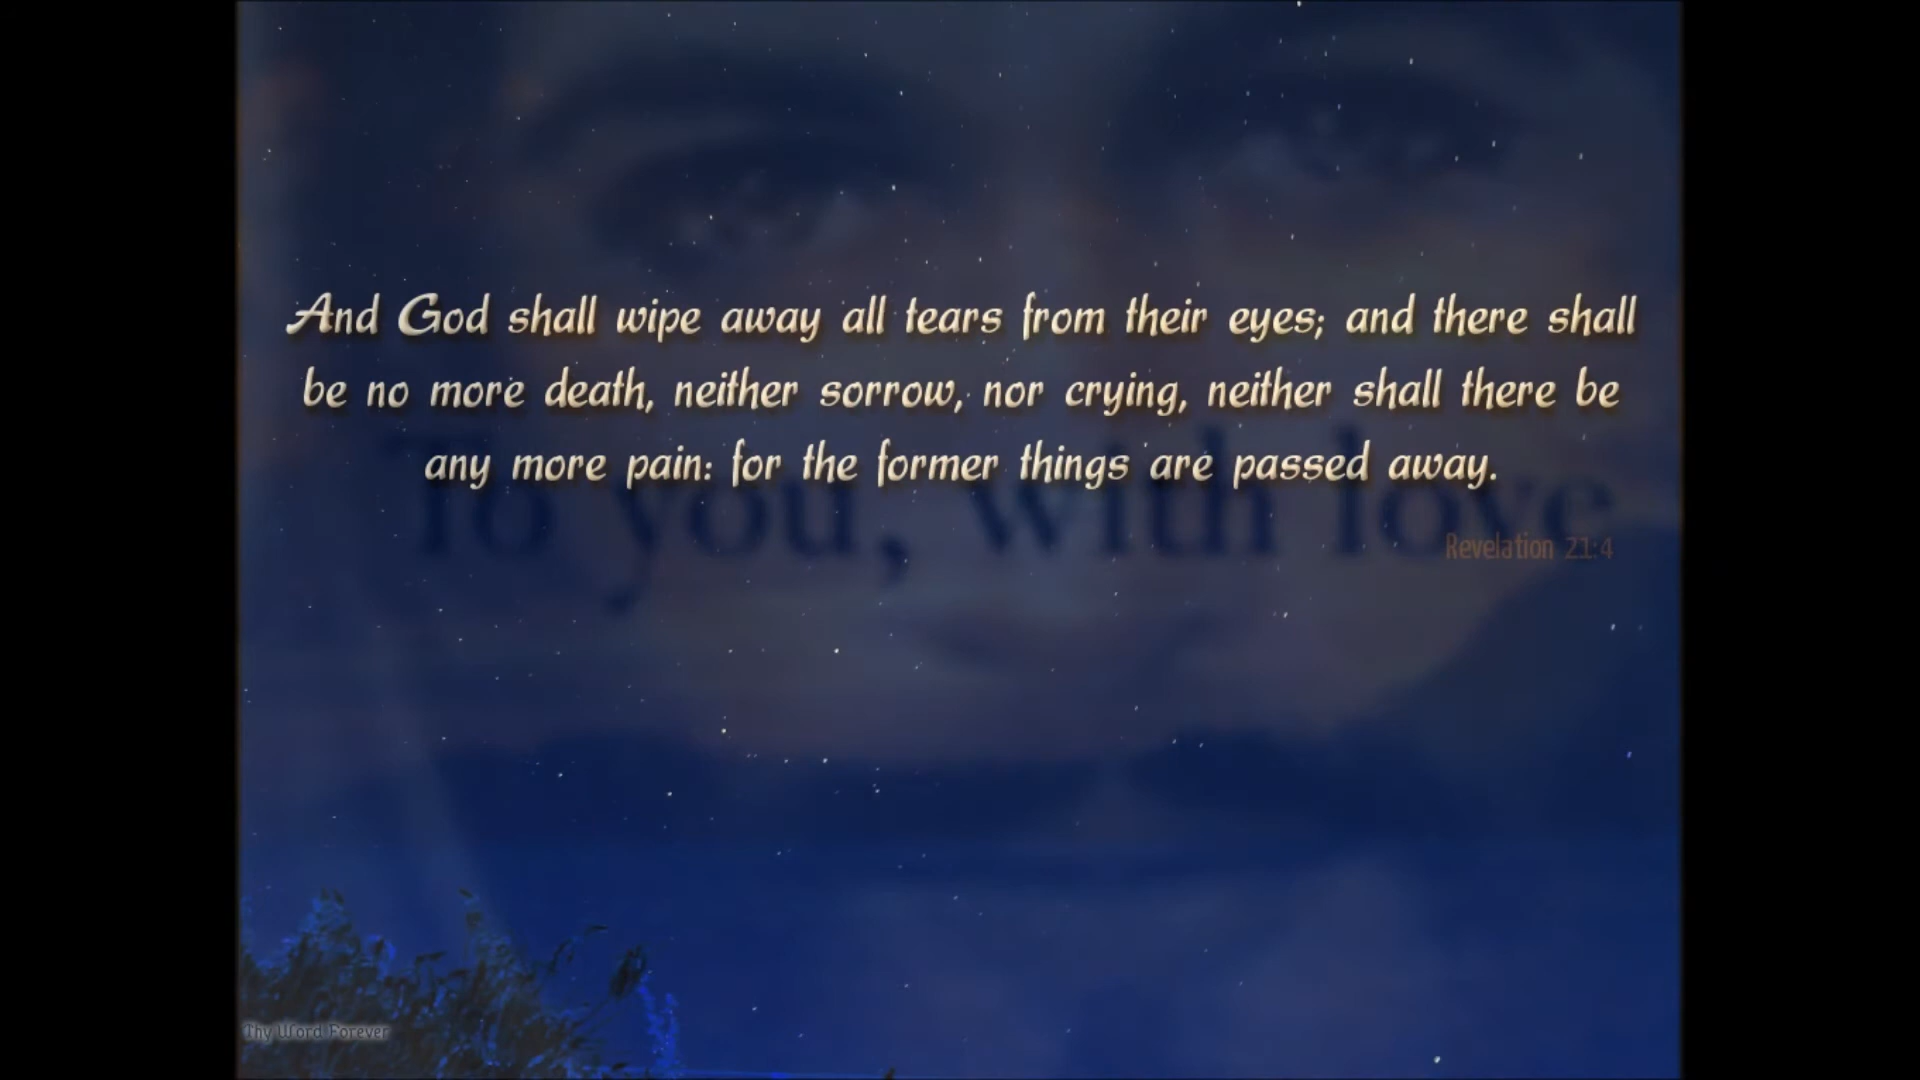 And God shall wipe away all tears from their eyes; and there shall
be no more death, neither sorrow, nor crying, neither shall there be
any more pain: for the former things are passed away.
To you, with love
Revelation 21:4
Thy Word Forever